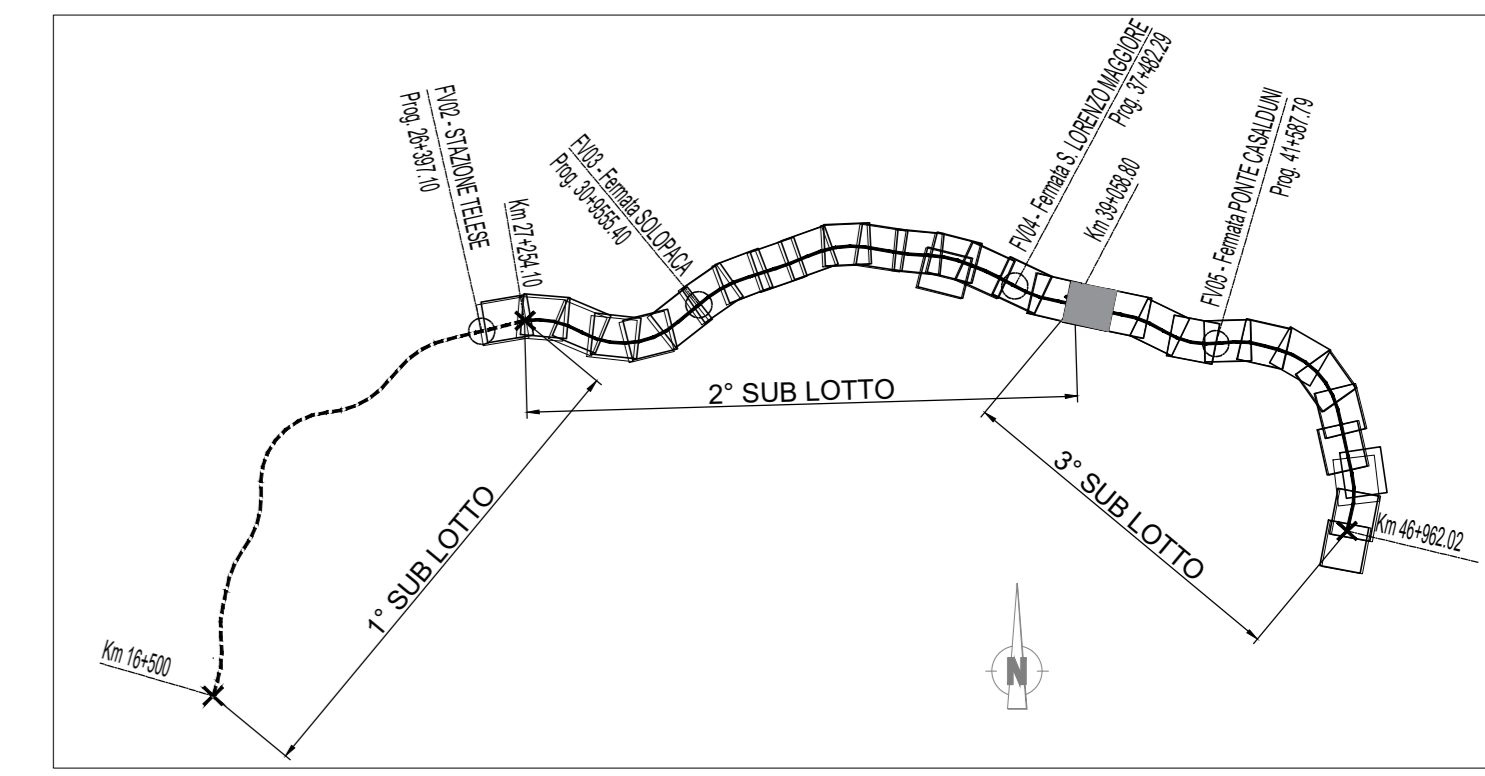 FV02 - STAZIONE TELESE
Prog. 26+397.10
Km 27+254.10
FV03 - Fermata SOLOPACA
Prog. 30+9555.40
FV04 - Fermata S. LORENZO MAGGIORE
Prog. 37+482.29
Km 39+058.80
FV05 - Fermata PONTE CASALDUNI
Prog. 41+587.79
2° SUB LOTTO
1° SUB LOTTO
3° SUB LOTTO
Km 46+962.02
Km 16+500
N